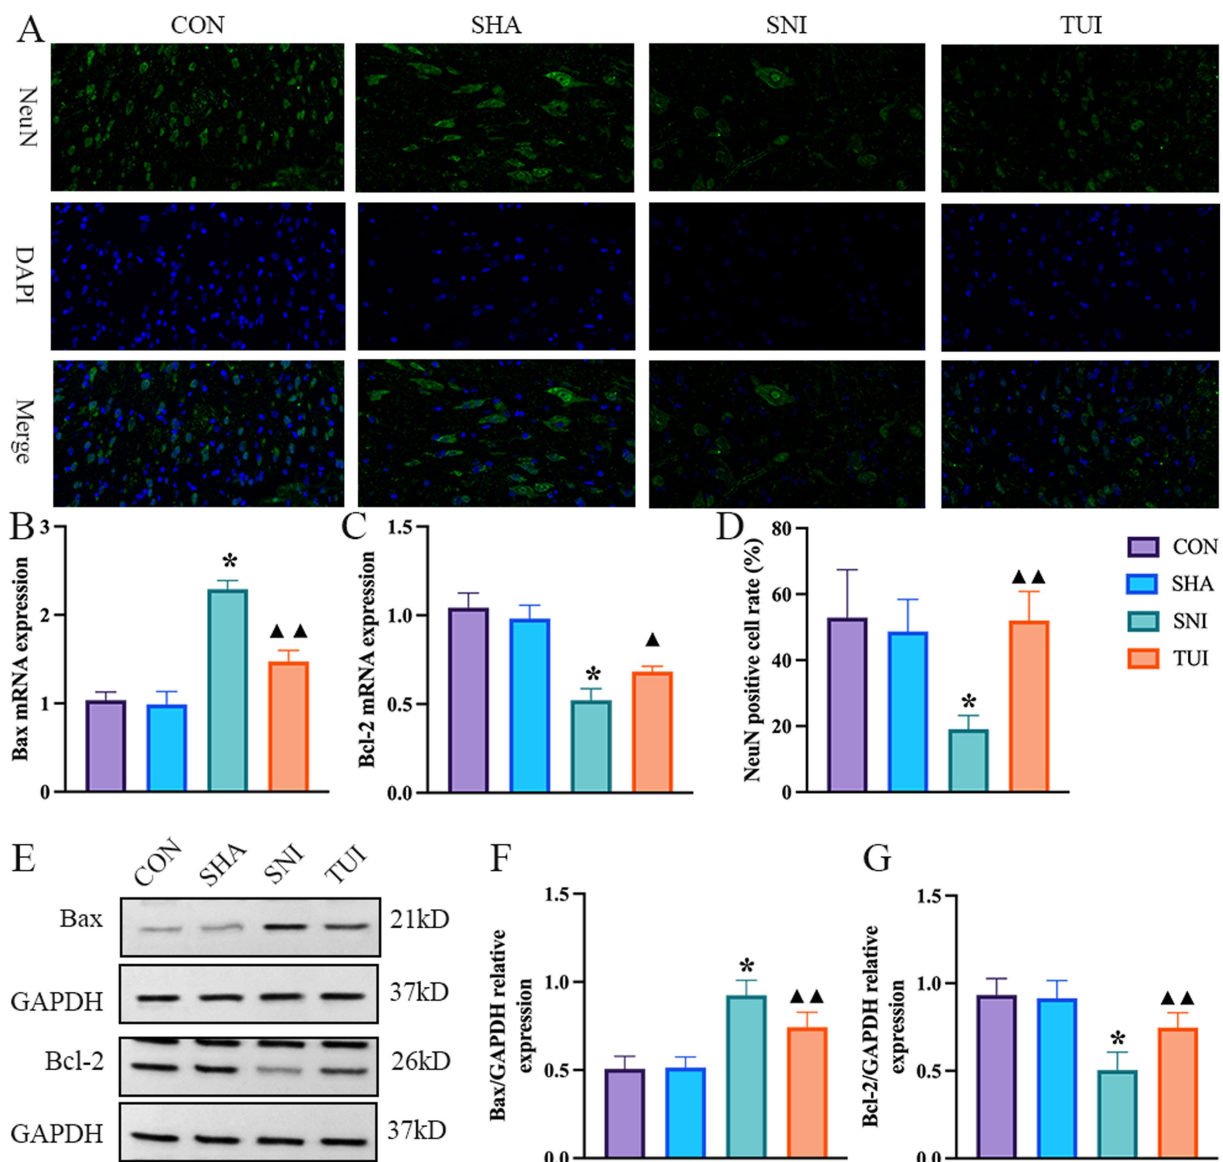 A
CON SHA SNI TUI
NeuN
DAPI
Merge
B
Bax mRNA expression
3
2
1
0
*
▲▲
C
Bcl-2 mRNA expression
1.5
1.0
0.5
0.0
*
▲
D
NeuN positive cell rate (%)
80
60
40
20
0
*
▲▲
CON
SHA
SNI
TUI
E
CON SHA SNI TUI
Bax 21kD
GAPDH 37kD
Bcl-2 26kD
GAPDH 37kD
F
Bax/GAPDH relative
expression
1.5
1.0
0.5
0.0
*
▲▲
G
Bcl-2/GAPDH relative
expression
1.5
1.0
0.5
0.0
*
▲▲